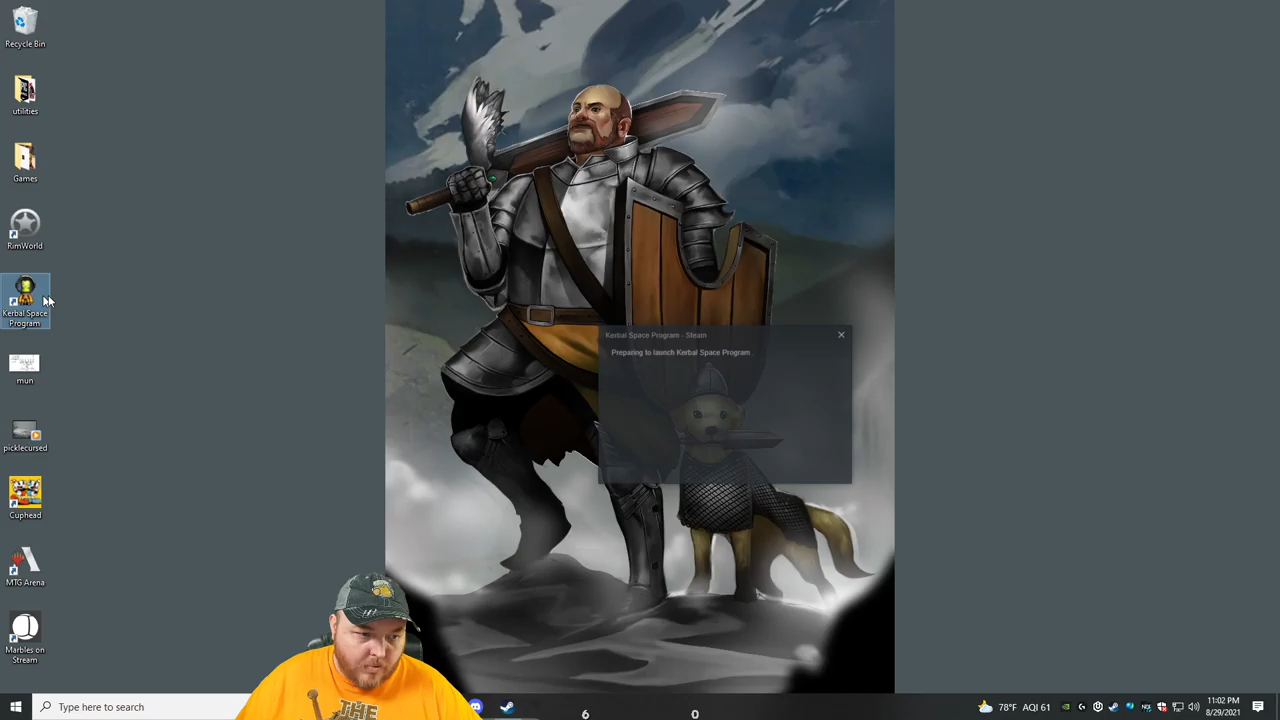 Recycle Bin
utilities
Games
RimWorld
Kerbal Space
Program
mun
picklecursed
Cuphead
MTG Arena
Marbles on
Stream
Kerbal Space Program - Steam
Preparing to launch Kerbal Space Program
THE
Type here to search
6
0
78°F AQI 61
11:02 PM
8/29/2021